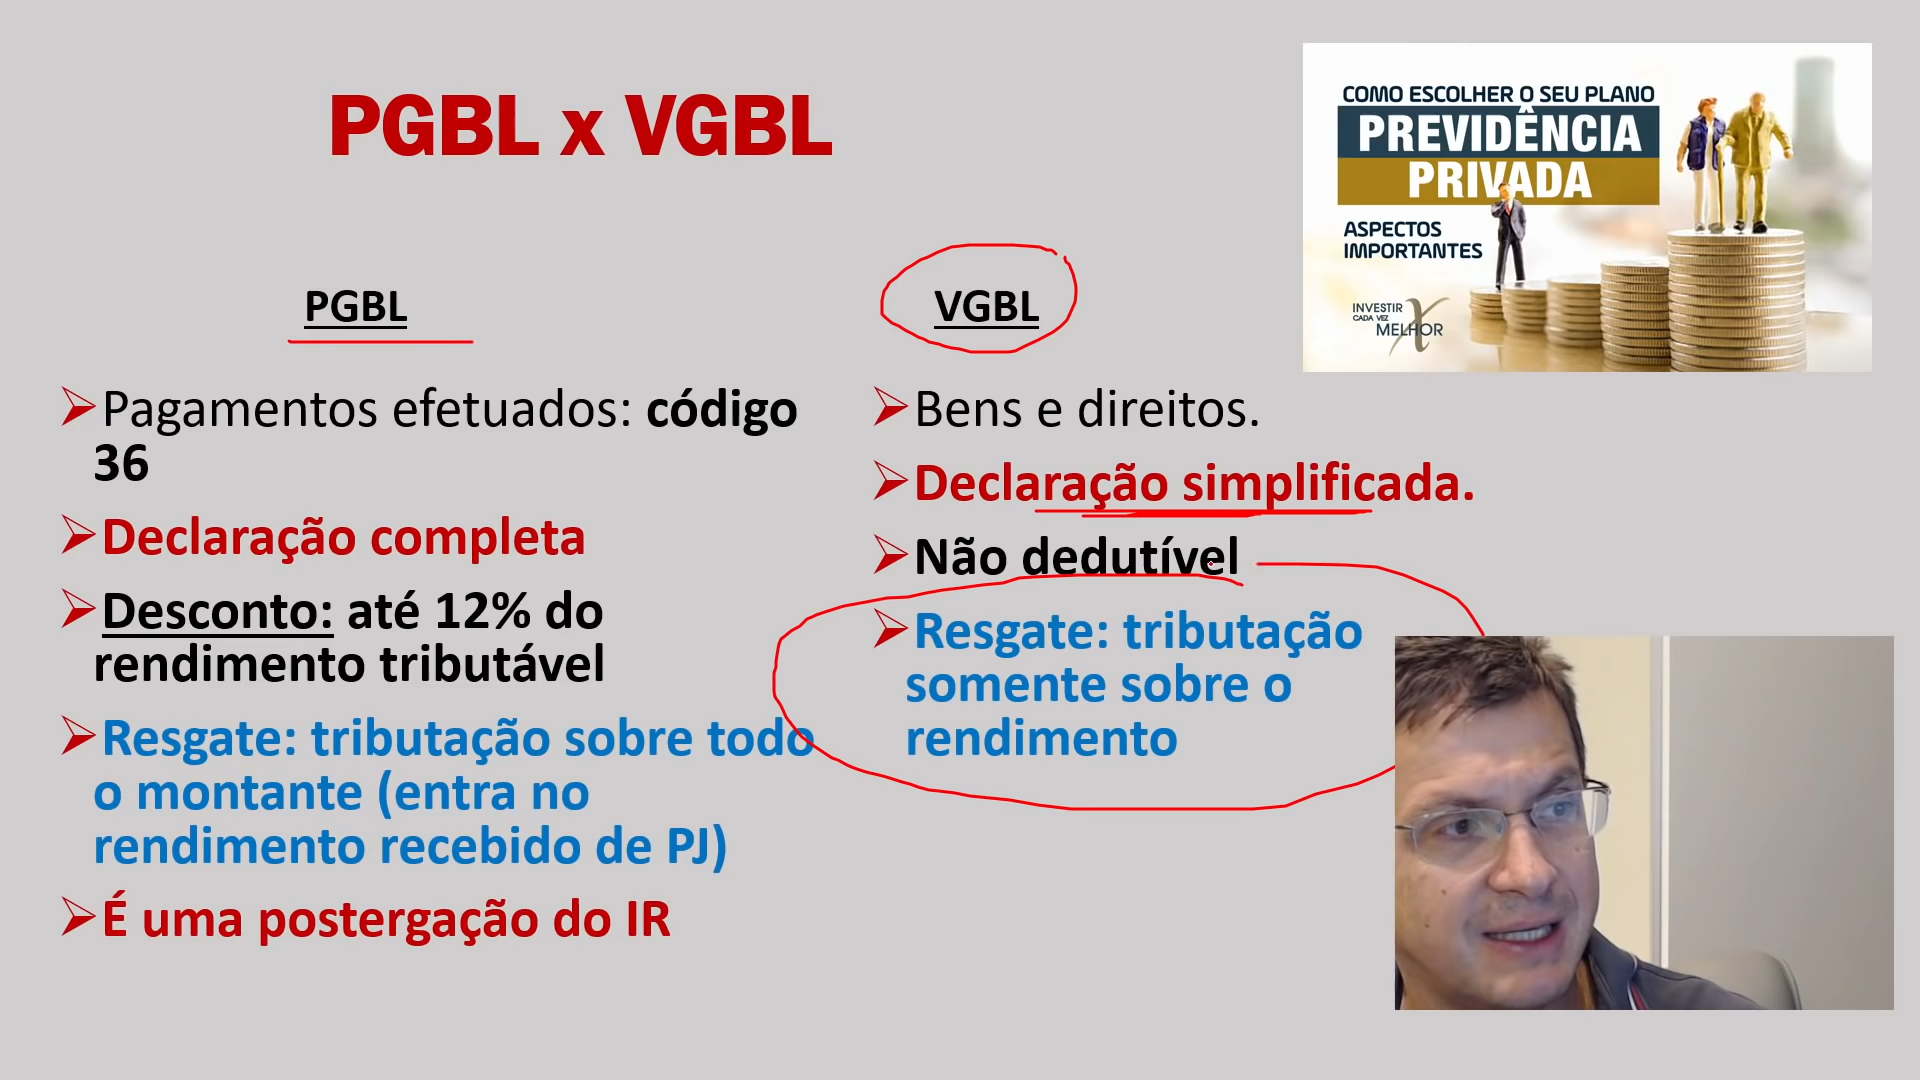 PGBL x VGBL
COMO ESCOLHER O SEU PLANO
PREVIDÊNCIA
PRIVADA
ASPECTOS
IMPORTANTES
INVESTIR
CADA VEZ
MELHOR
PGBL
➢Pagamentos efetuados: código
36
➢Declaração completa
➢Desconto: até 12% do
rendimento tributável
➢Resgate: tributação sobre todo
o montante (entra no
rendimento recebido de PJ)
➢É uma postergação do IR
VGBL
➢Bens e direitos.
➢Declaração simplificada.
➢Não dedutível
➢Resgate: tributação
somente sobre o
rendimento